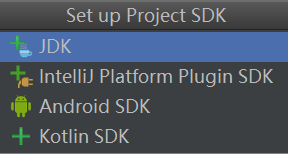 Set up Project SDK
JDK
IntelliJ Platform Plugin SDK
Android SDK
Kotlin SDK